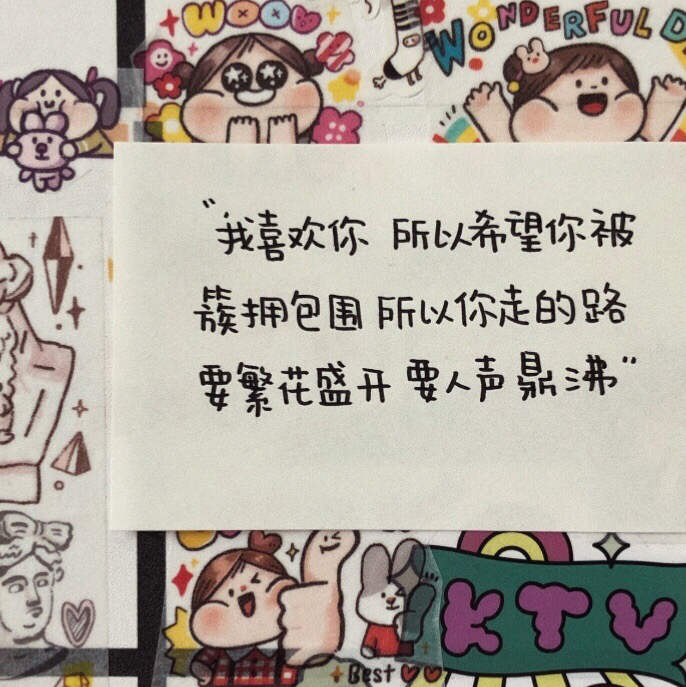 WOOW
WONDERFUL D
“我喜欢你 所以希望你被
簇拥包围 所以你走的路
要繁花盛开 要人声鼎沸”
Best
KTV